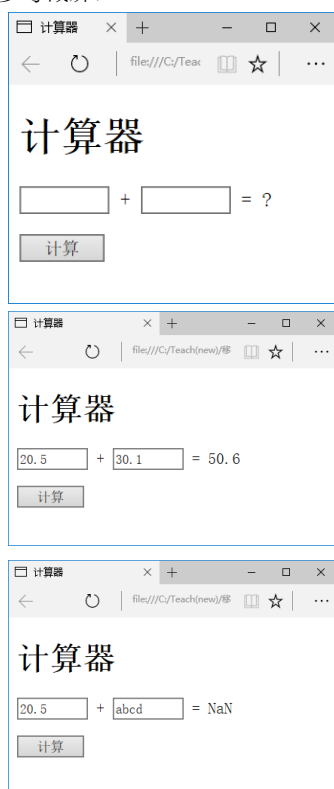 计算器
file:///C:/Teac
计算器
+ = ?
计算
计算器
file:///C:/Teach(new)/移
计算器
20.5 + 30.1 = 50.6
计算
计算器
file:///C:/Teach(new)/移
计算器
20.5 + abcd = NaN
计算